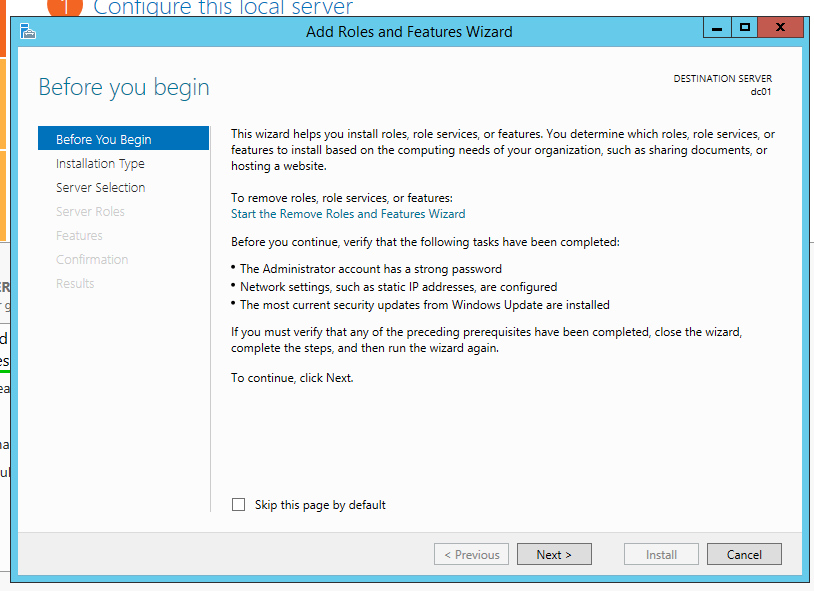 1 Configure this local server
Add Roles and Features Wizard
Before you begin
DESTINATION SERVER
dc01
Before You Begin
Installation Type
Server Selection
Server Roles
Features
Confirmation
Results
This wizard helps you install roles, role services, or features. You determine which roles, role services, or
features to install based on the computing needs of your organization, such as sharing documents, or
hosting a website.
To remove roles, role services, or features:
Start the Remove Roles and Features Wizard
Before you continue, verify that the following tasks have been completed:
• The Administrator account has a strong password
• Network settings, such as static IP addresses, are configured
• The most current security updates from Windows Update are installed
If you must verify that any of the preceding prerequisites have been completed, close the wizard,
complete the steps, and then run the wizard again.
To continue, click Next.
Skip this page by default
< Previous
Next >
Install
Cancel